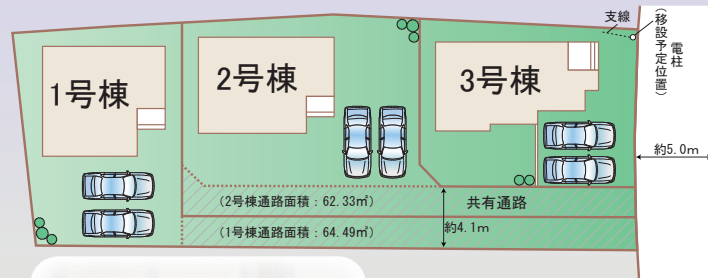 支線
電柱
（移設予定位置）
1号棟
2号棟
3号棟
約5.0m
（2号棟通路面積：62.33㎡）
共有通路
（1号棟通路面積：64.49㎡）
約4.1m